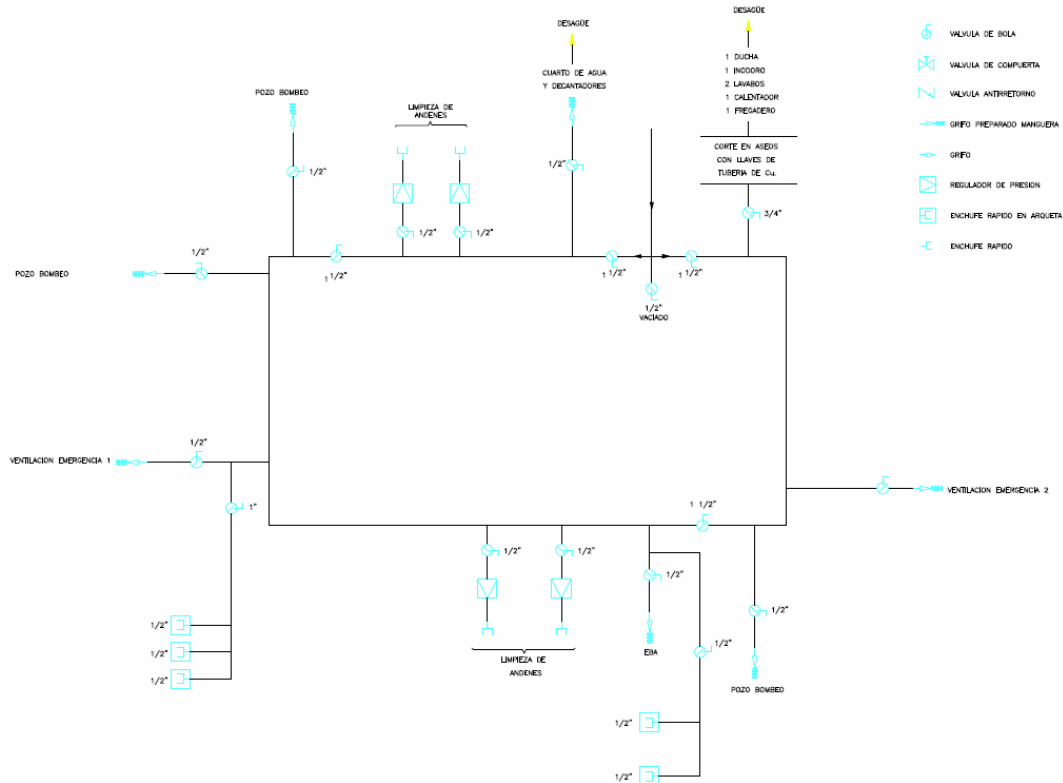 DESAGÜE
DESAGÜE
1 DUCHA
1 INODORO
2 LAVABOS
1 CALENTADOR
1 FREGADERO
CUARTO DE AGUA
Y DECANTADORES
POZO BOMBEO
LIMPIEZA DE
ANDENES
CORTE EN ASEOS
CON LLAVES DE
TUBERIA DE Cu.
1/2"
1/2"
1/2"
1/2"
3/4"
VALVULA DE BOLA
VALVULA DE COMPUERTA
VALVULA ANTIRRETORNO
GRIFO PREPARADO MANGUERA
GRIFO
REGULADOR DE PRESION
ENCHUFE RAPIDO EN ARQUETA
ENCHUFE RAPIDO
POZO BOMBEO
1/2"
1 1/2"
1 1/2"
1 1/2"
1/2"
VACIADO
VENTILACION EMERGENCIA 1
1/2"
1"
1/2"
1/2"
1/2"
VENTILACION EMERGENCIA 2
1 1/2"
1/2"
1/2"
1/2"
1/2"
1/2"
LIMPIEZA DE
ANDENES
EBA
POZO BOMBEO
1/2"
1/2"